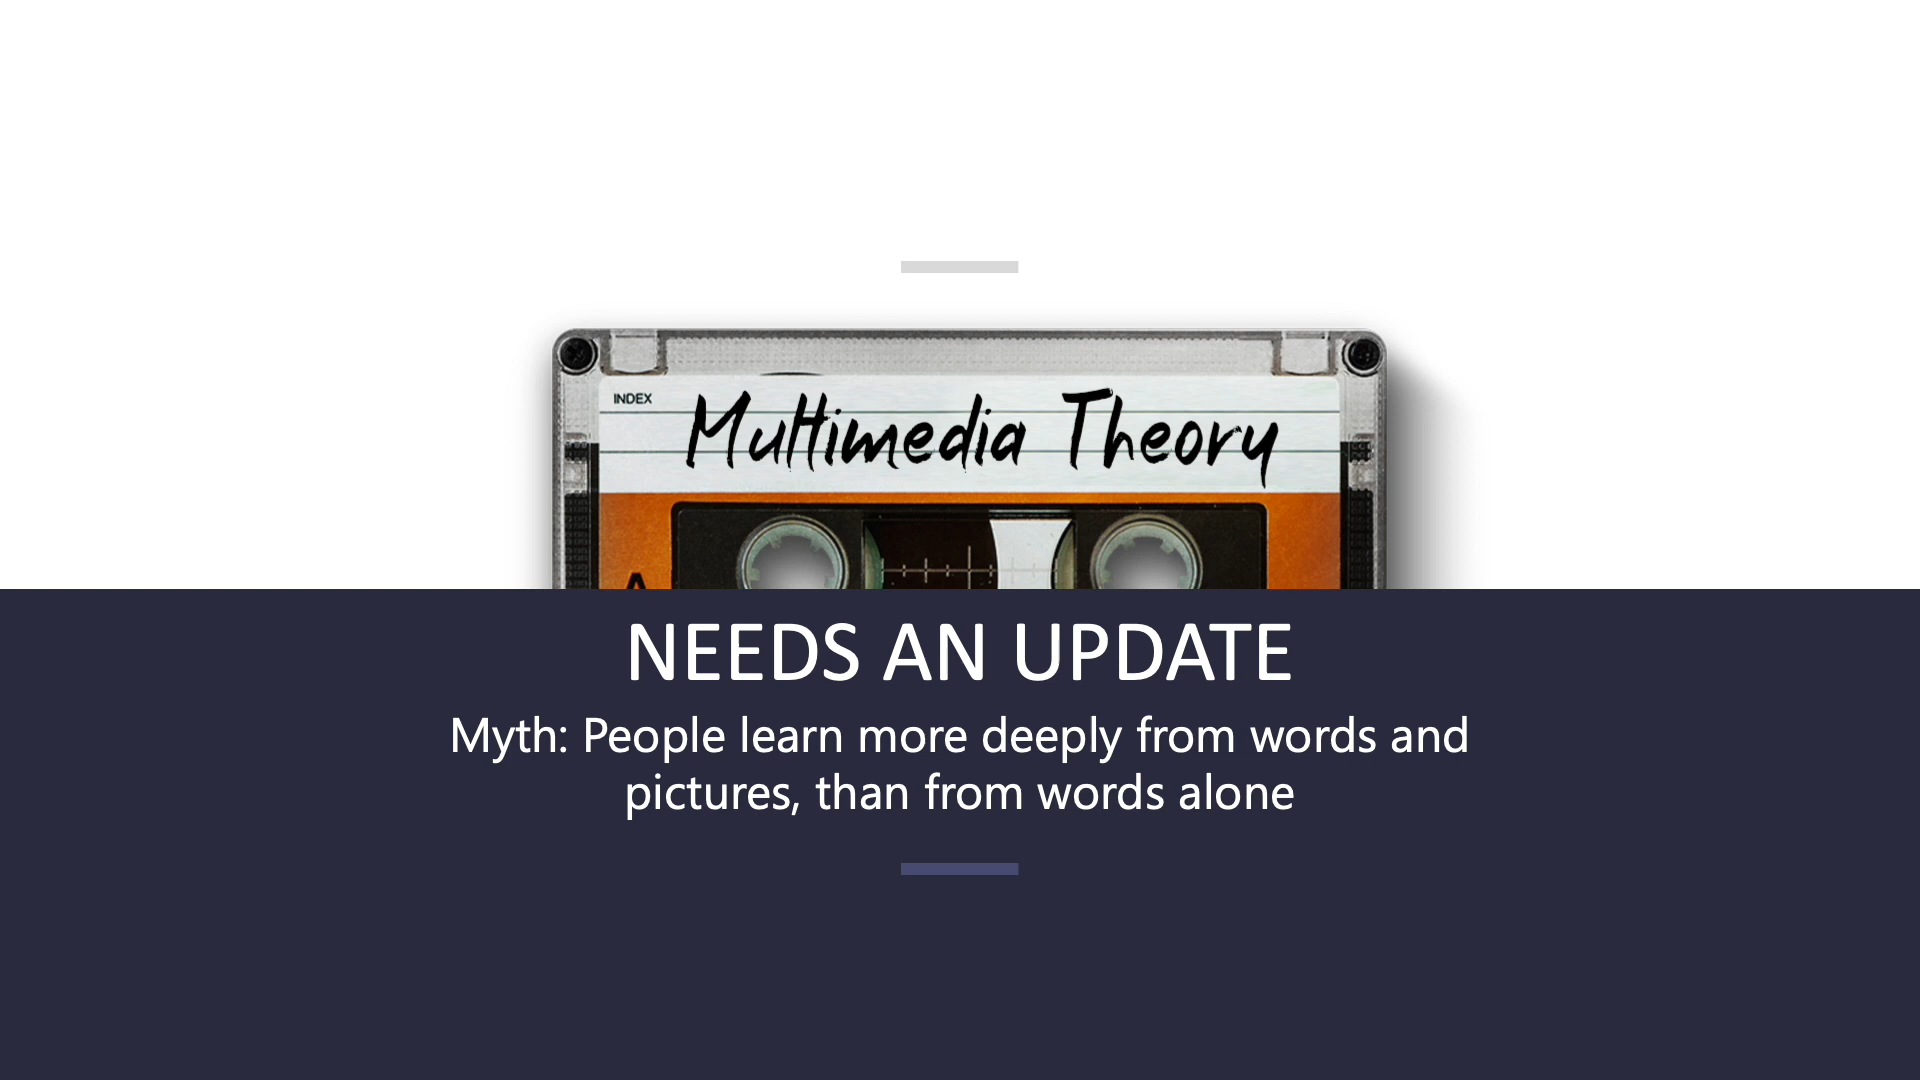 INDEX
Multimedia Theory
A
NEEDS AN UPDATE
Myth: People learn more deeply from words and
pictures, than from words alone